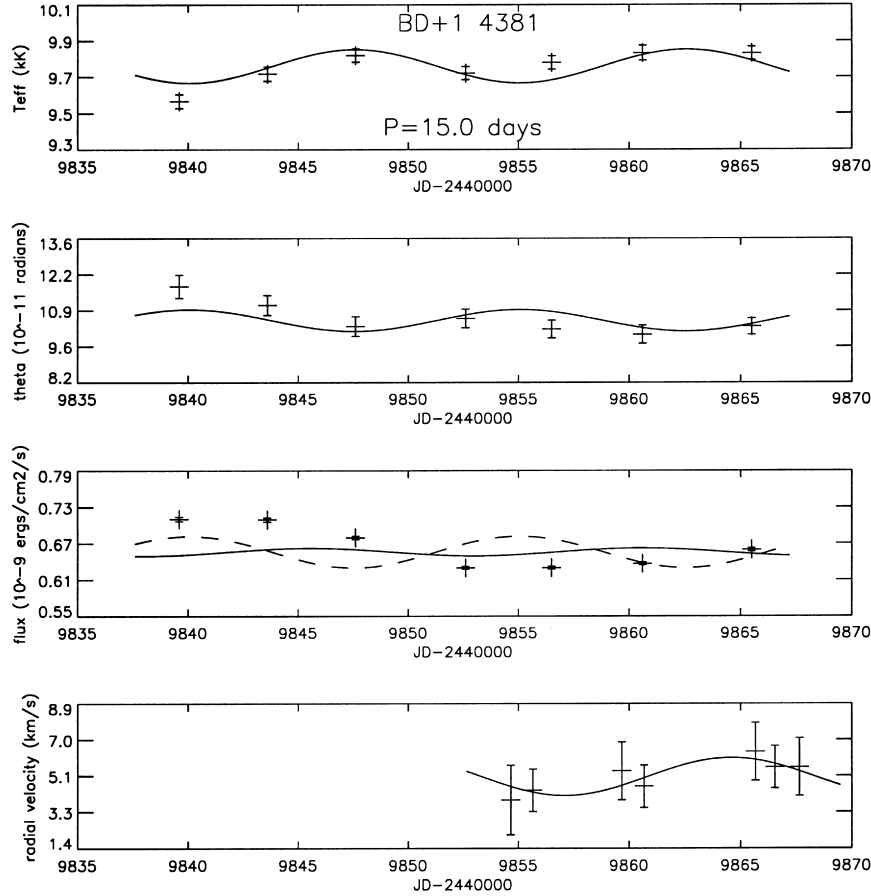 BD+1 4381
P=15.0 days
Teff (kK)
10.1
9.9
9.7
9.5
9.3
9835 9840 9845 9850 9855 9860 9865 9870
JD-2440000
theta (10^-11 radians)
13.6
12.2
10.9
9.6
8.2
9835 9840 9845 9850 9855 9860 9865 9870
JD-2440000
flux (10^-9 ergs/cm2/s)
0.79
0.73
0.67
0.61
0.55
9835 9840 9845 9850 9855 9860 9865 9870
JD-2440000
radial velocity (km/s)
8.9
7.0
5.1
3.3
1.4
9835 9840 9845 9850 9855 9860 9865 9870
JD-2440000